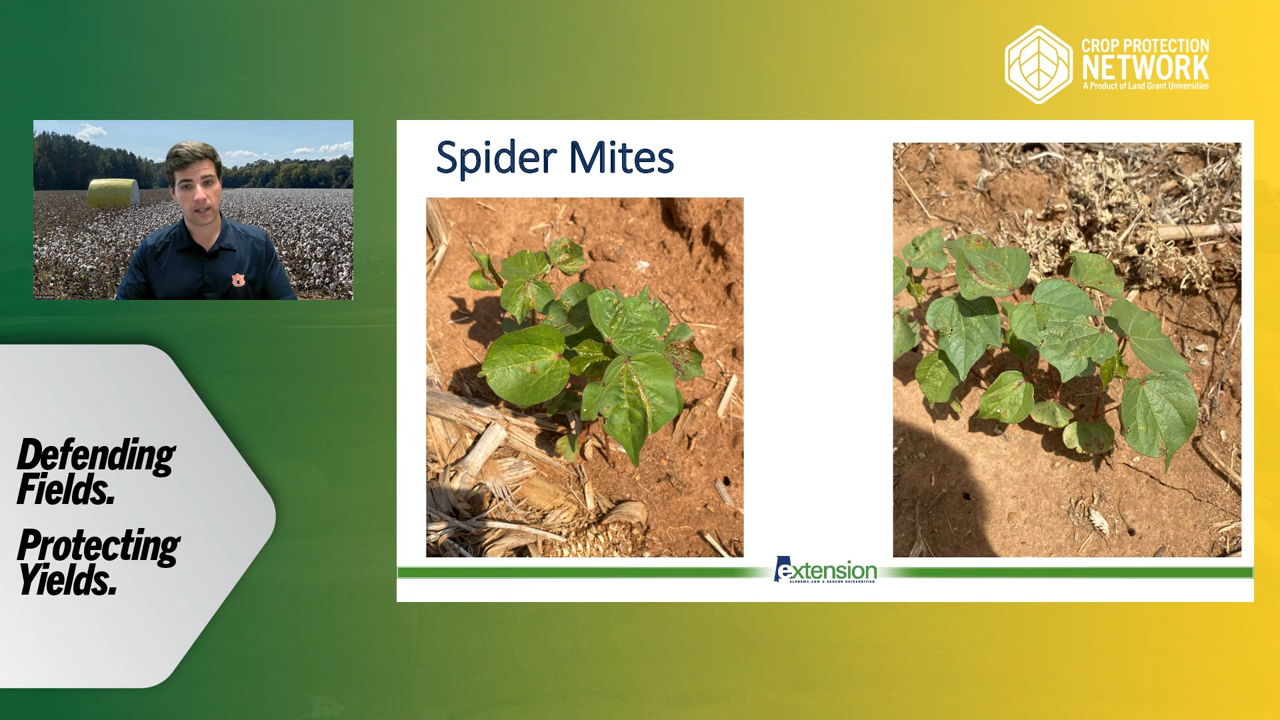 CROP PROTECTION
NETWORK
A Product of Land Grant Universities
Spider Mites
Defending
Fields.
Protecting
Yields.
extension
ALABAMA A&M & AUBURN UNIVERSITIES